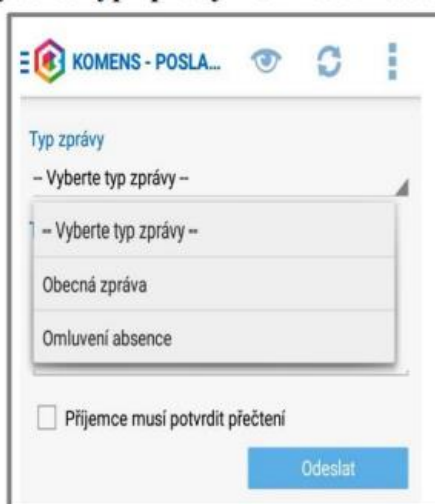 KOMENS - POSLA...
Typ zprávy
-- Vyberte typ zprávy --
-- Vyberte typ zprávy --
Obecná zpráva
Omluvení absence
Příjemce musí potvrdit přečtení
Odeslat